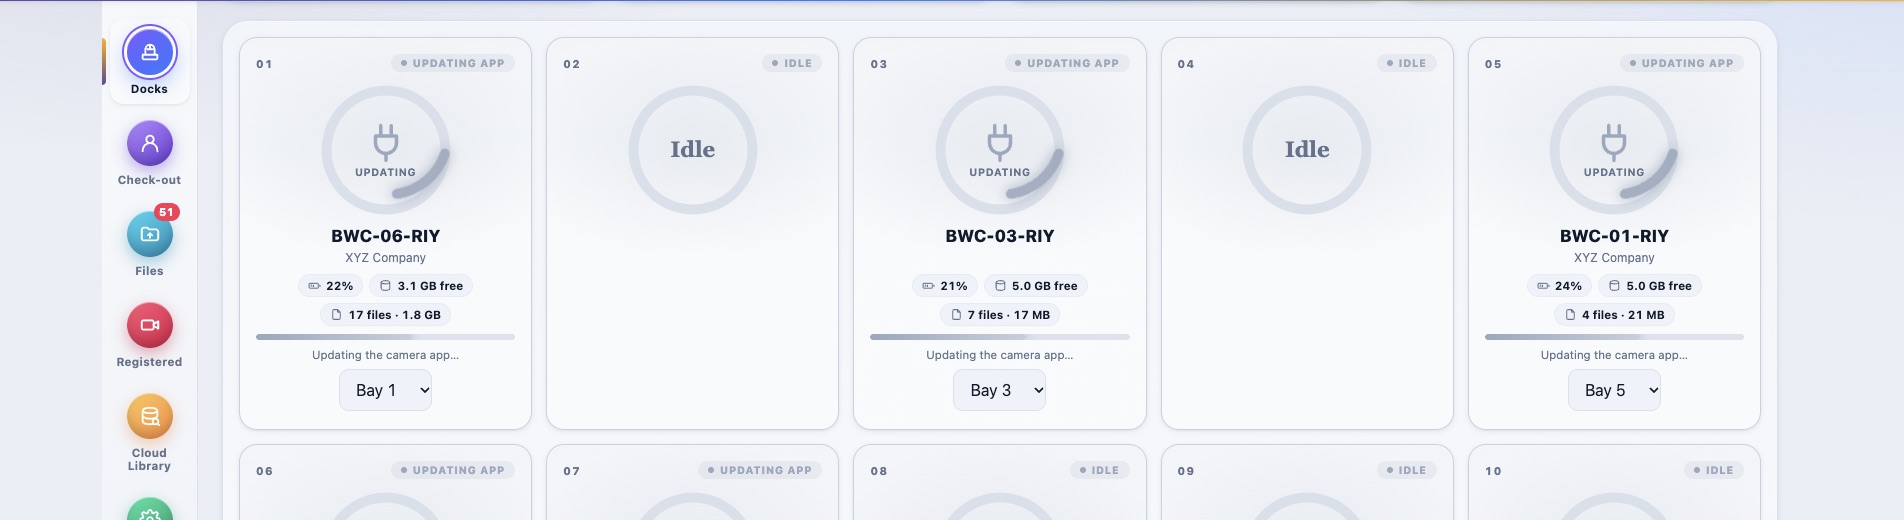 Docks
Check-out
51
Files
Registered
Cloud
Library
01
UPDATING APP
UPDATING
BWC-06-RIY
XYZ Company
22%
3.1 GB free
17 files · 1.8 GB
Updating the camera app...
Bay 1
02
IDLE
Idle
03
UPDATING APP
UPDATING
BWC-03-RIY
21%
5.0 GB free
7 files · 17 MB
Updating the camera app...
Bay 3
04
IDLE
Idle
05
UPDATING APP
UPDATING
BWC-01-RIY
XYZ Company
24%
5.0 GB free
4 files · 21 MB
Updating the camera app...
Bay 5
06
UPDATING APP
07
UPDATING APP
08
IDLE
09
IDLE
10
IDLE